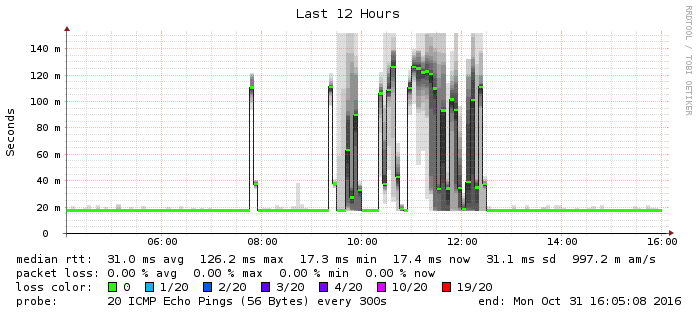 Last 12 Hours
RRDTOOL / TOBI OETIKER
Seconds
140 m
120 m
100 m
80 m
60 m
40 m
20 m
0
06:00 08:00 10:00 12:00 14:00 16:00
median rtt: 31.0 ms avg 126.2 ms max 17.3 ms min 17.4 ms now 31.1 ms sd 997.2 m am/s
packet loss: 0.00 % avg 0.00 % max 0.00 % min 0.00 % now
loss color: 0 1/20 2/20 3/20 4/20 10/20 19/20
probe: 20 ICMP Echo Pings (56 Bytes) every 300s end: Mon Oct 31 16:05:08 2016